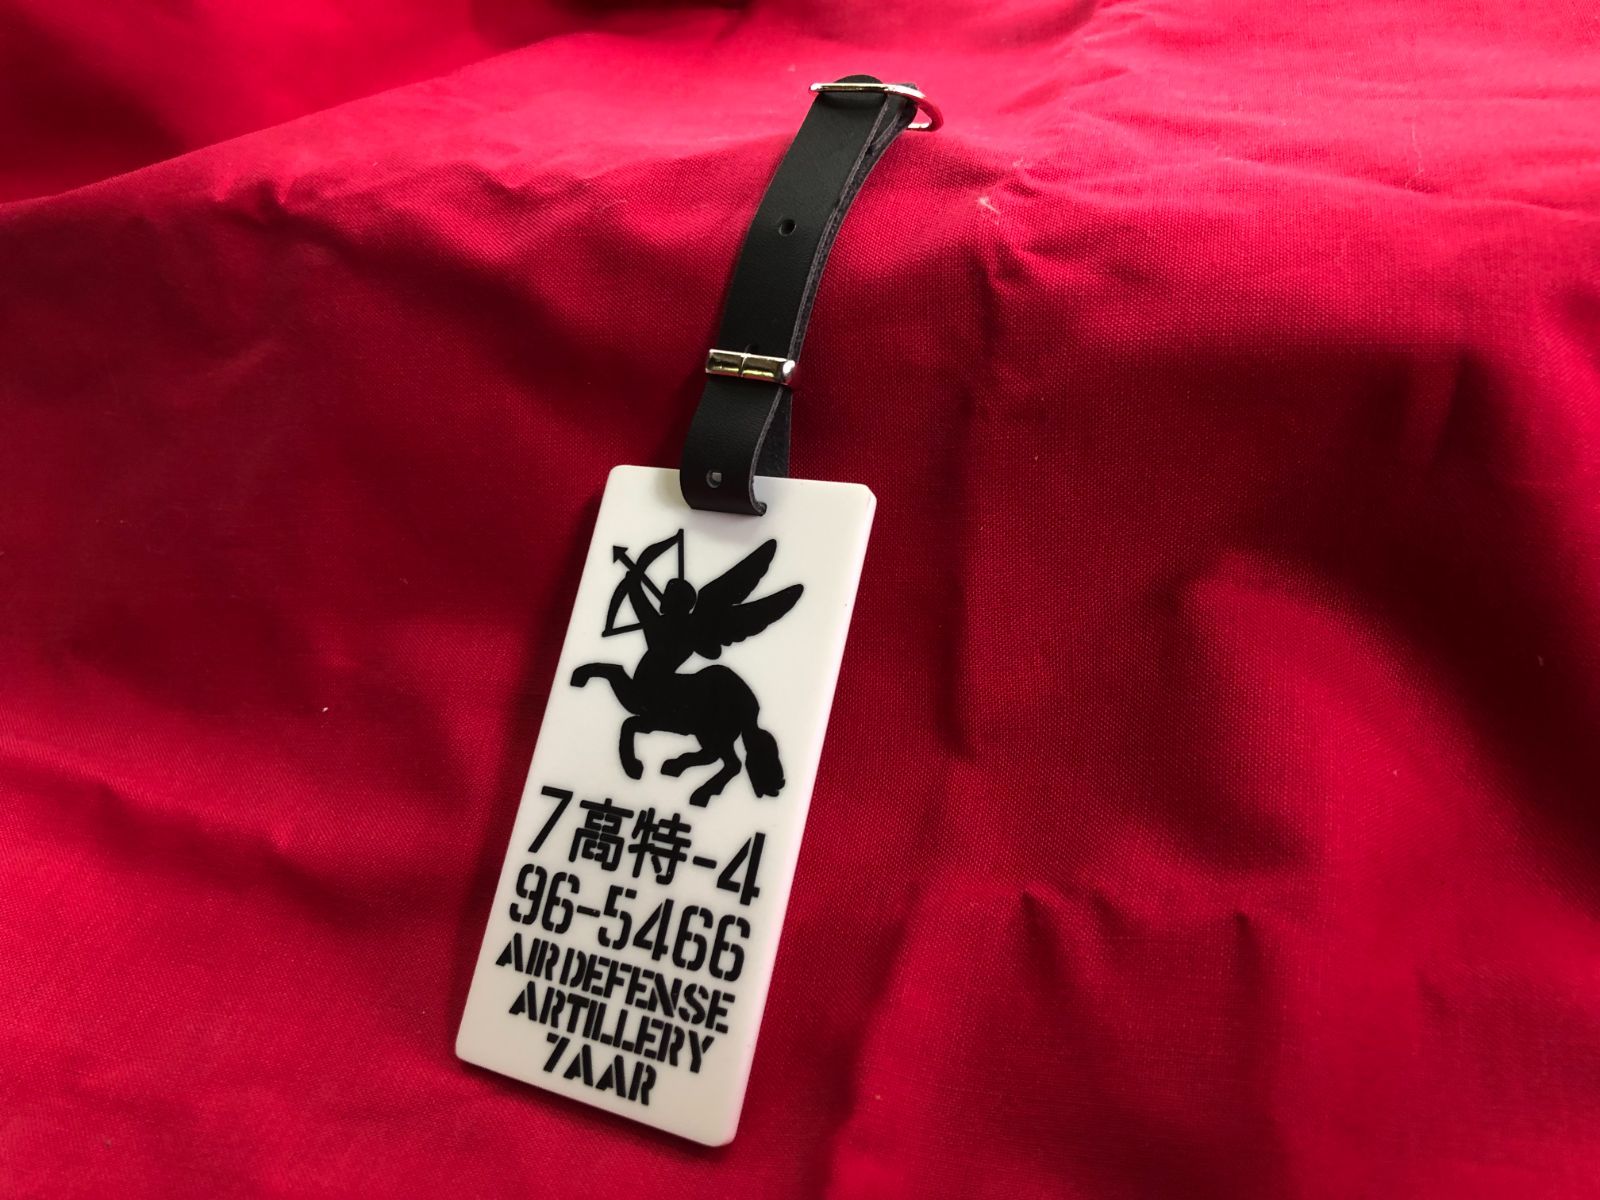 7高特-4
96-5466
AIR DEFENSE
ARTILLERY
7AAR